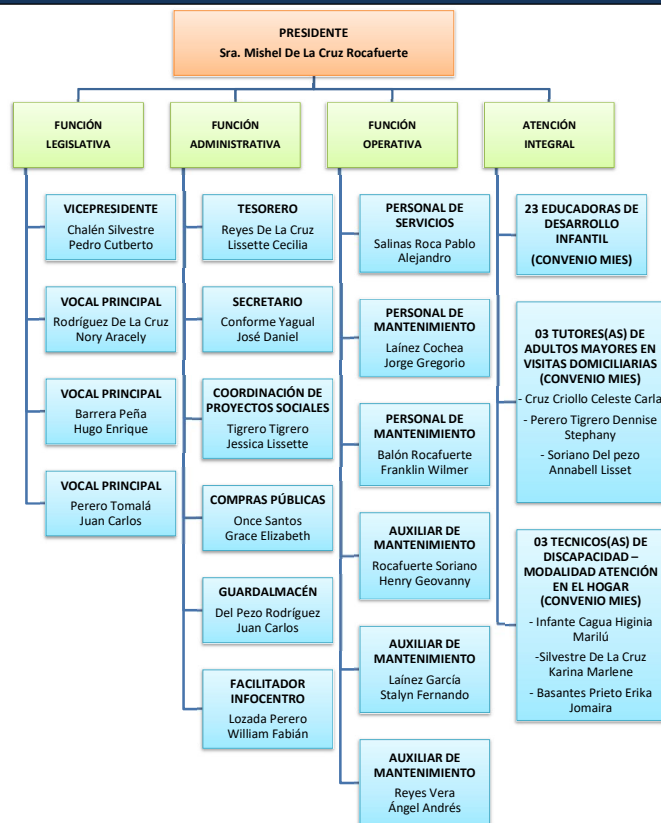 PRESIDENTE
Sra. Mishel De La Cruz Rocafuerte
FUNCIÓN
LEGISLATIVA
FUNCIÓN
ADMINISTRATIVA
FUNCIÓN
OPERATIVA
ATENCIÓN
INTEGRAL
VICEPRESIDENTE
Chalén Silvestre
Pedro Cutberto
VOCAL PRINCIPAL
Rodríguez De La Cruz
Nory Aracely
VOCAL PRINCIPAL
Barrera Peña
Hugo Enrique
VOCAL PRINCIPAL
Perero Tomalá
Juan Carlos
TESORERO
Reyes De La Cruz
Lissette Cecilia
SECRETARIO
Conforme Yagual
José Daniel
COORDINACIÓN DE
PROYECTOS SOCIALES
Tigrero Tigrero
Jessica Lissette
COMPRAS PÚBLICAS
Once Santos
Grace Elizabeth
GUARDALMACÉN
Del Pezo Rodríguez
Juan Carlos
FACILITADOR
INFOCENTRO
Lozada Perero
William Fabián
PERSONAL DE
SERVICIOS
Salinas Roca Pablo
Alejandro
PERSONAL DE
MANTENIMIENTO
Laínez Cochea
Jorge Gregorio
PERSONAL DE
MANTENIMIENTO
Balón Rocafuerte
Franklin Wilmer
AUXILIAR DE
MANTENIMIENTO
Rocafuerte Soriano
Henry Geovanny
AUXILIAR DE
MANTENIMIENTO
Laínez García
Stalyn Fernando
AUXILIAR DE
MANTENIMIENTO
Reyes Vera
Ángel Andrés
23 EDUCADORAS DE
DESARROLLO
INFANTIL
(CONVENIO MIES)
03 TUTORES(AS) DE
ADULTOS MAYORES EN
VISITAS DOMICILIARIAS
(CONVENIO MIES)
- Cruz Criollo Celeste Carla
- Perero Tigrero Dennise
Stephany
- Soriano Del pezo
Annabell Lisset
03 TECNICOS(AS) DE
DISCAPACIDAD –
MODALIDAD ATENCIÓN
EN EL HOGAR
(CONVENIO MIES)
- Infante Cagua Higinia
Marilú
-Silvestre De La Cruz
Karina Marlene
- Basantes Prieto Erika
Jomaira